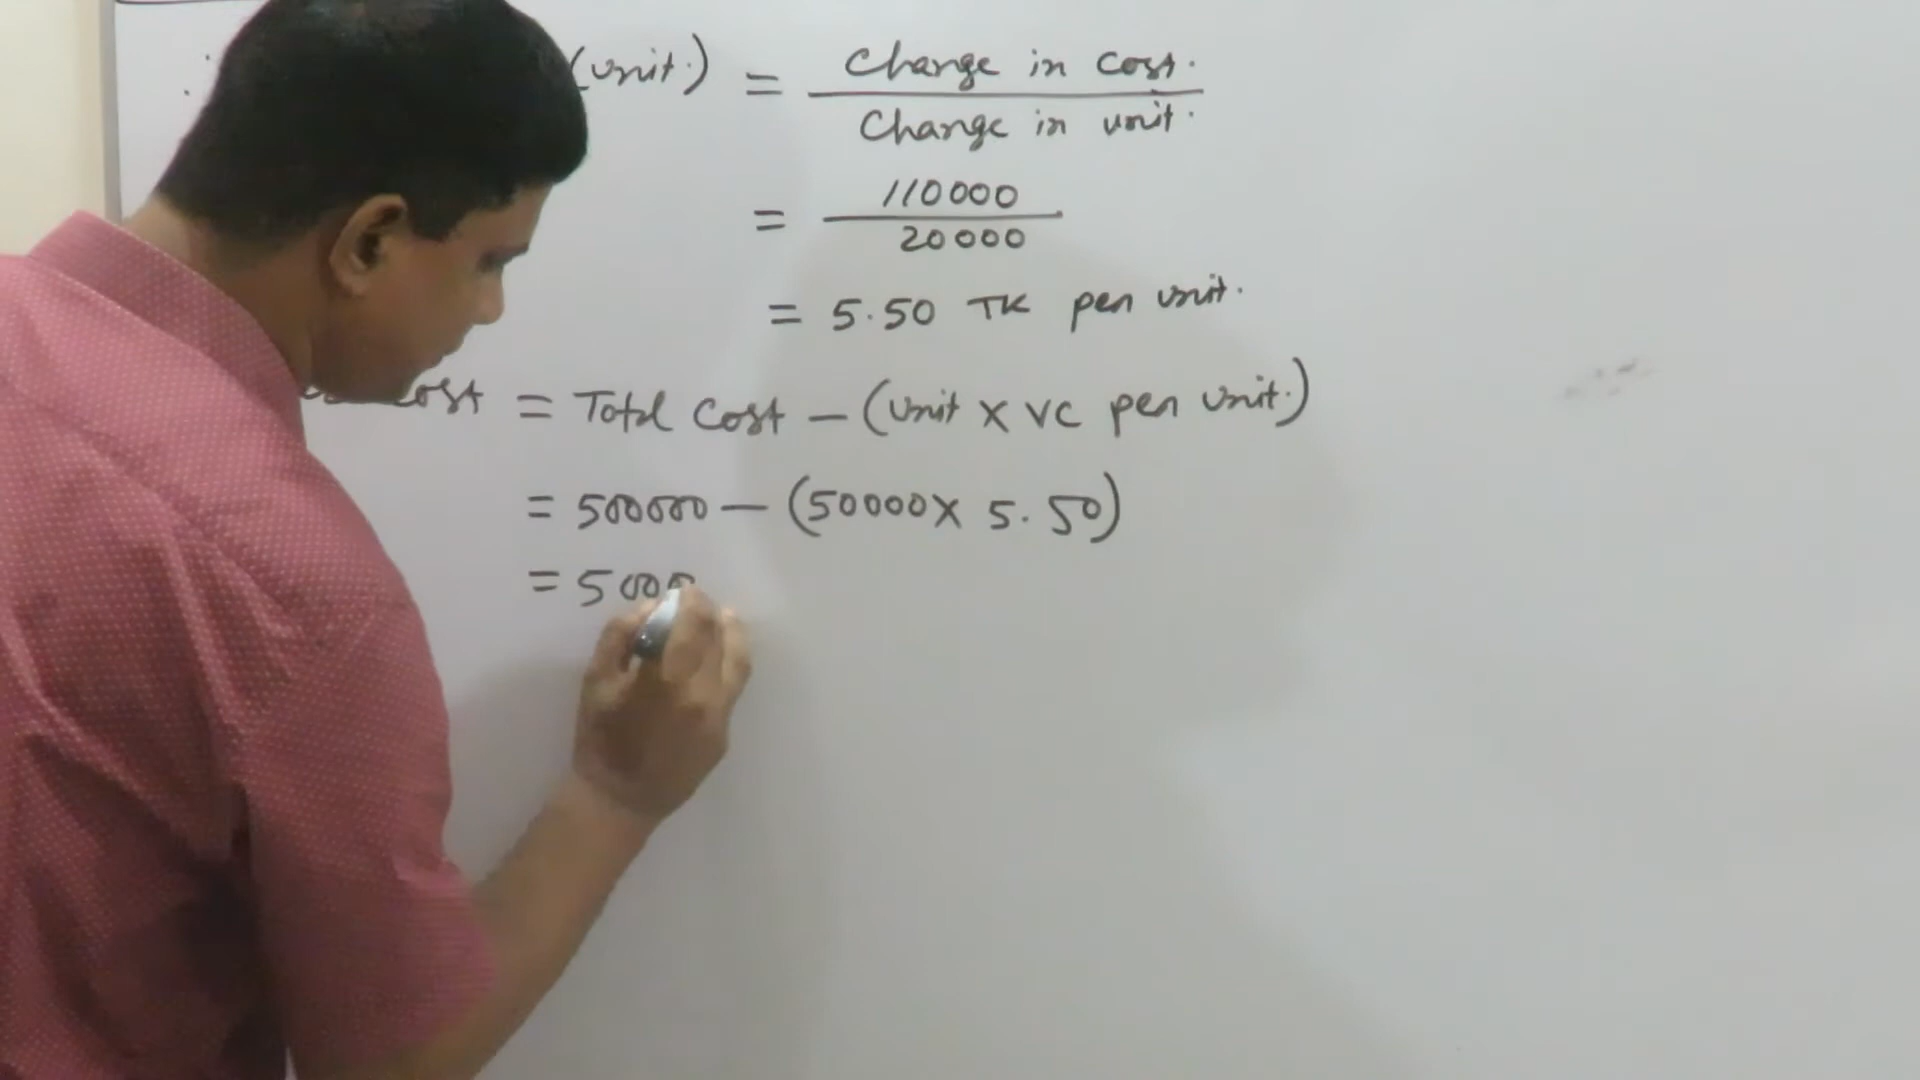 (unit.) = Change in cost.
Change in unit.
= 110000
20000
= 5.50 TK per unit.
cost = Total Cost - (unit X VC per unit.)
= 500000 - (50000 X 5.50)
= 5000